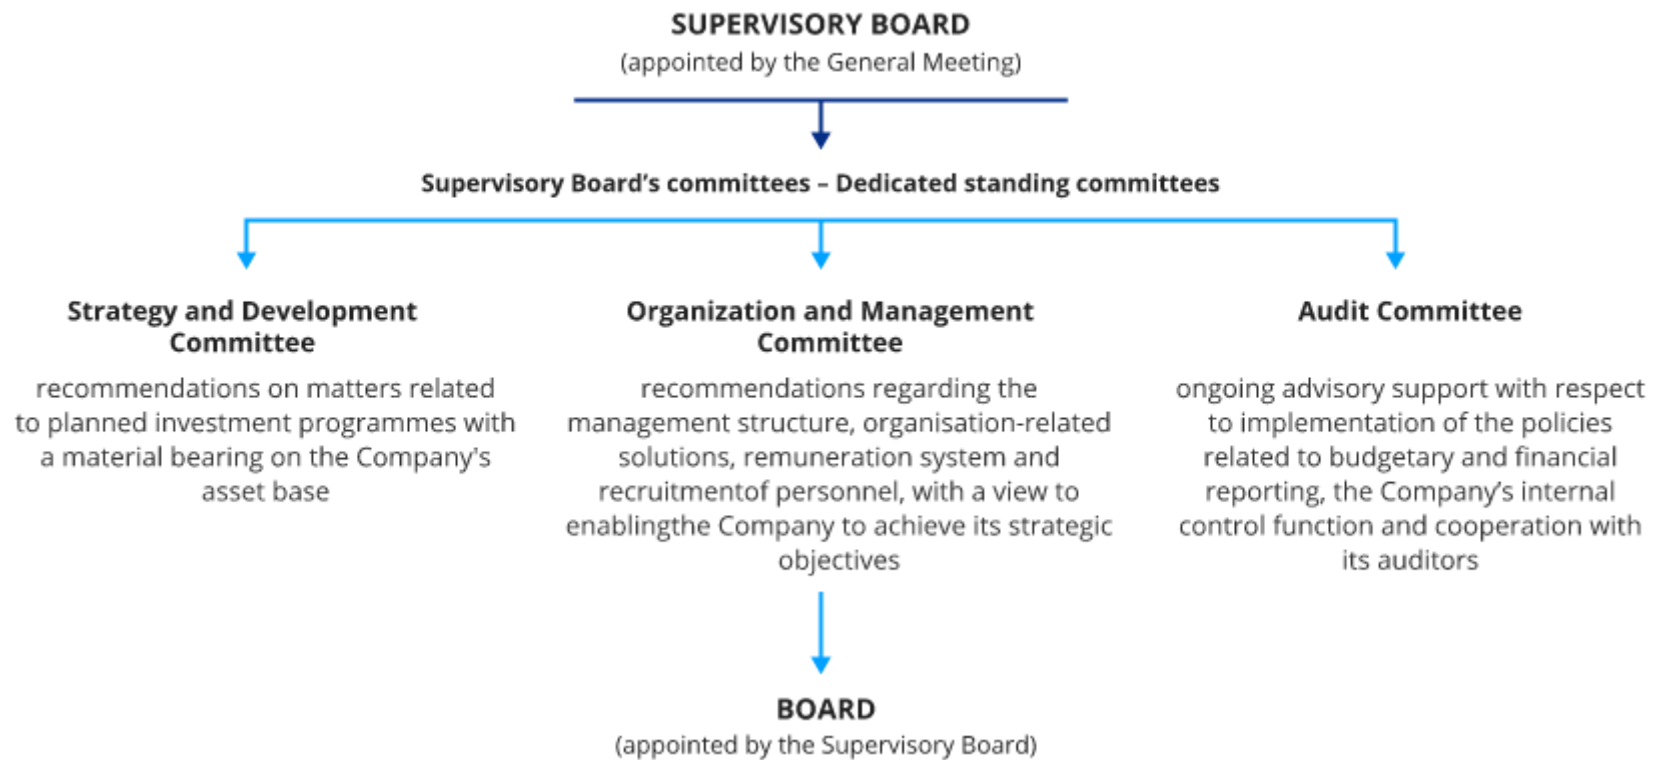 SUPERVISORY BOARD
(appointed by the General Meeting)
Supervisory Board's committees – Dedicated standing committees
Strategy and Development
Committee
recommendations on matters related
to planned investment programmes with
a material bearing on the Company's
asset base
Organization and Management
Committee
recommendations regarding the
management structure, organisation-related
solutions, remuneration system and
recruitmentof personnel, with a view to
enablingthe Company to achieve its strategic
objectives
Audit Committee
ongoing advisory support with respect
to implementation of the policies
related to budgetary and financial
reporting, the Company’s internal
control function and cooperation with
its auditors
BOARD
(appointed by the Supervisory Board)